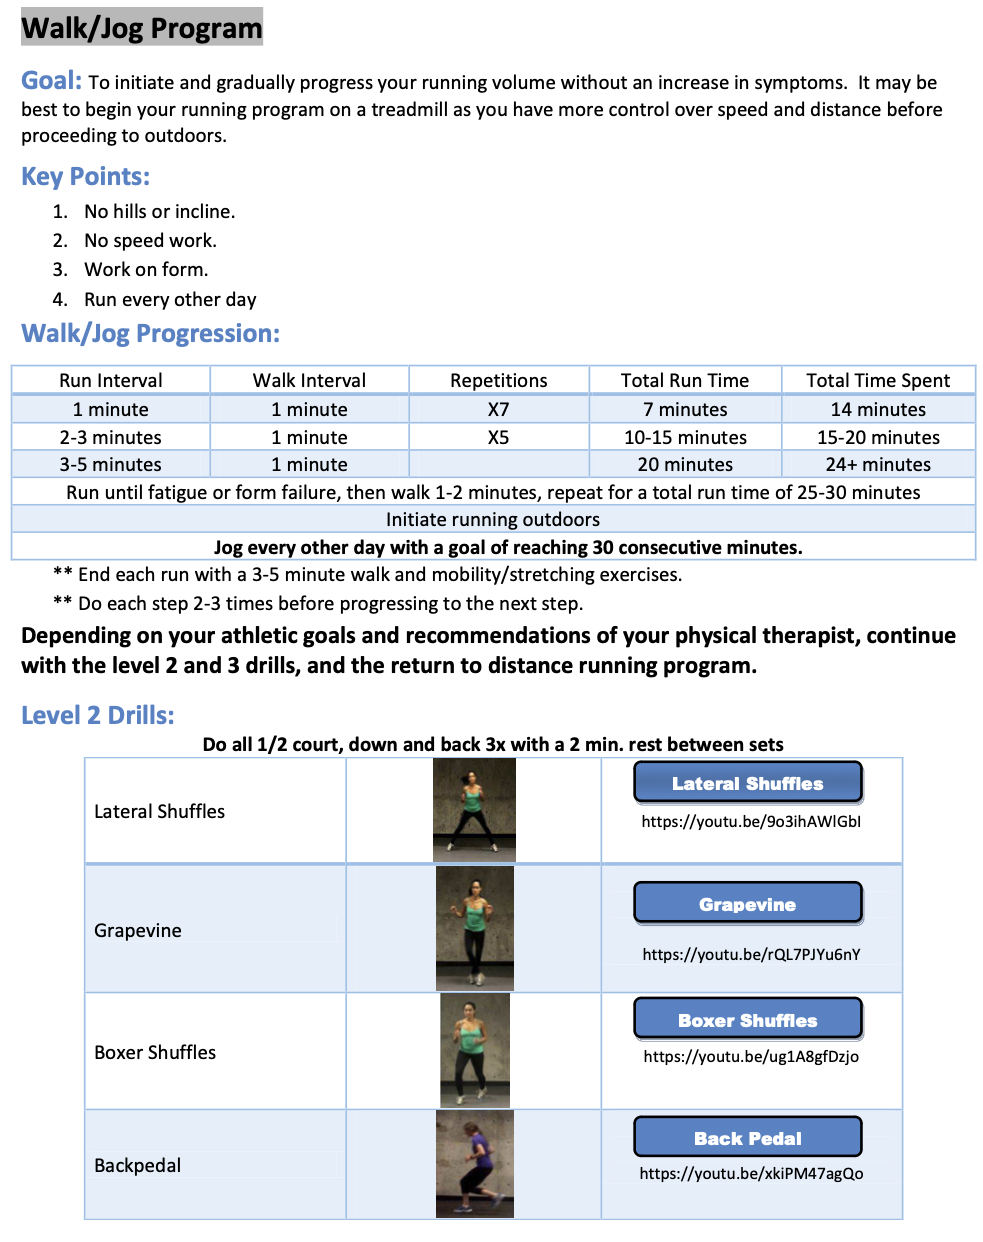 Walk/Jog Program
Goal: To initiate and gradually progress your running volume without an increase in symptoms. It may be
best to begin your running program on a treadmill as you have more control over speed and distance before
proceeding to outdoors.
Key Points:
1. No hills or incline.
2. No speed work.
3. Work on form.
4. Run every other day
Walk/Jog Progression:
Run Interval Walk Interval Repetitions Total Run Time Total Time Spent
1 minute 1 minute X7 7 minutes 14 minutes
2-3 minutes 1 minute X5 10-15 minutes 15-20 minutes
3-5 minutes 1 minute 20 minutes 24+ minutes
Run until fatigue or form failure, then walk 1-2 minutes, repeat for a total run time of 25-30 minutes
Initiate running outdoors
Jog every other day with a goal of reaching 30 consecutive minutes.
** End each run with a 3-5 minute walk and mobility/stretching exercises.
** Do each step 2-3 times before progressing to the next step.
Depending on your athletic goals and recommendations of your physical therapist, continue
with the level 2 and 3 drills, and the return to distance running program.
Level 2 Drills:
Do all 1/2 court, down and back 3x with a 2 min. rest between sets
Lateral Shuffles
Lateral Shuffles
https://youtu.be/9o3ihAWlGbI
Grapevine
Grapevine
https://youtu.be/rQL7PJYu6nY
Boxer Shuffles
Boxer Shuffles
https://youtu.be/ug1A8gfDzjo
Backpedal
Back Pedal
https://youtu.be/xkiPM47agQo